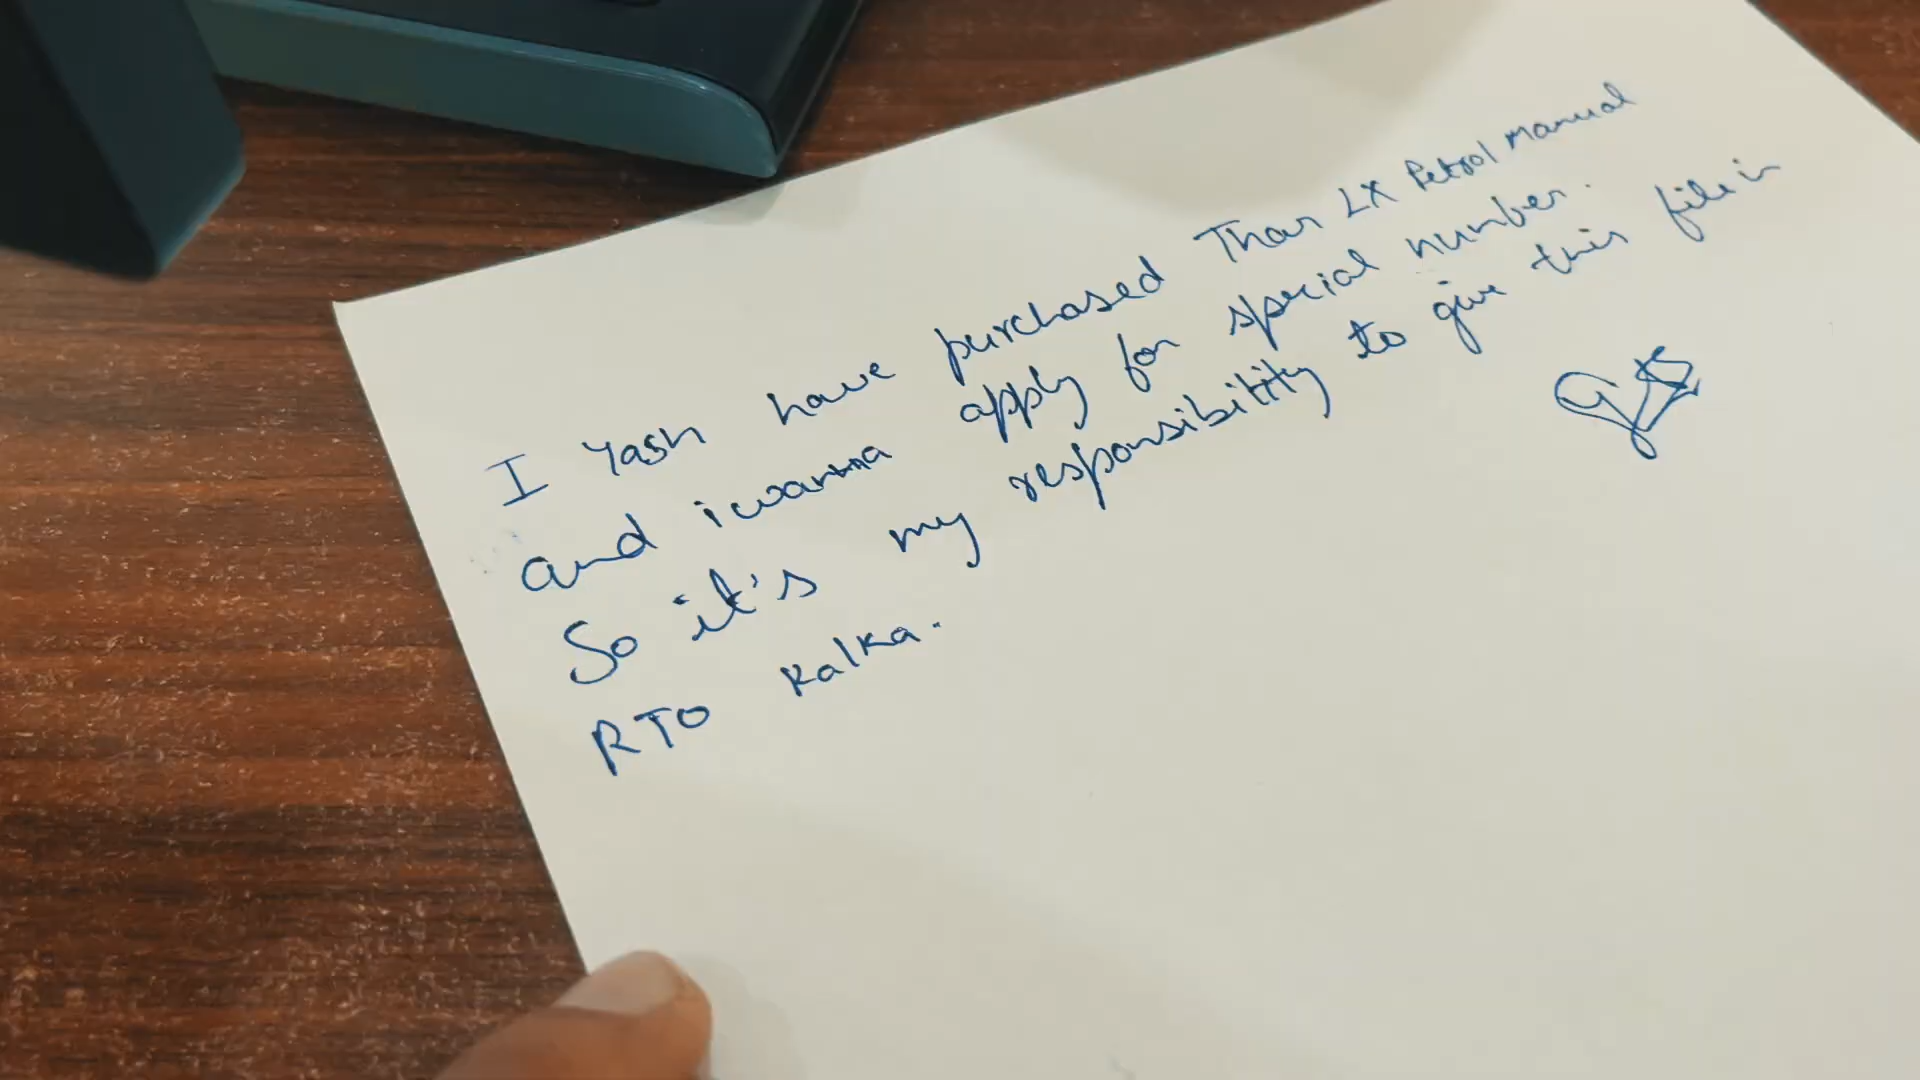 I Yash have purchased Thar LX Petrol Manual
and i wanna apply for special number.
So it's my responsibility to give this file in
RTO Kalka.